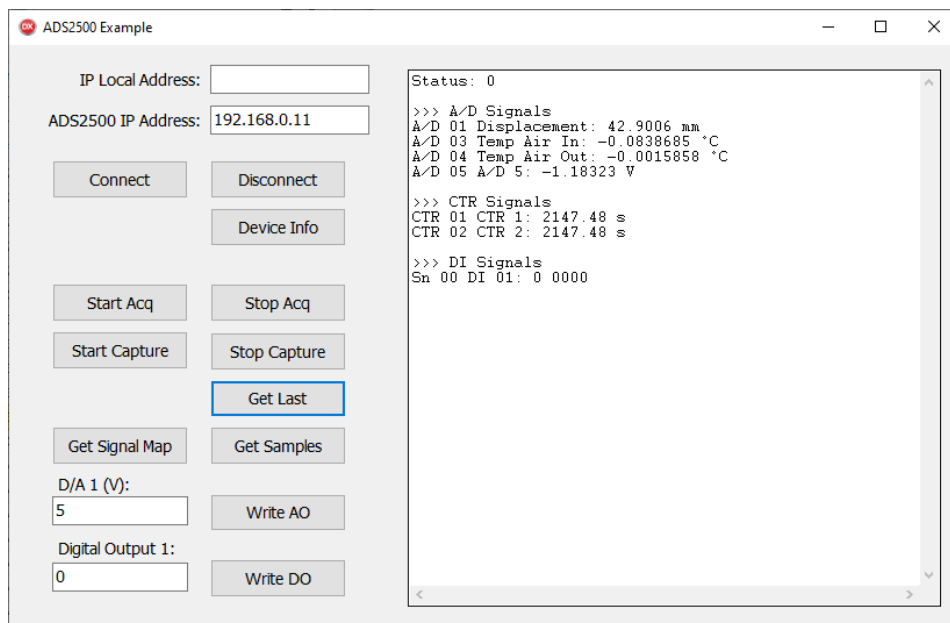 DX ADS2500 Example
IP Local Address:
ADS2500 IP Address: 192.168.0.11
Connect Disconnect
Device Info
Start Acq Stop Acq
Start Capture Stop Capture
Get Last
Get Signal Map Get Samples
D/A 1 (V):
5 Write AO
Digital Output 1:
0 Write DO
Status: 0
>>> A/D Signals
A/D 01 Displacement: 42.9006 mm
A/D 03 Temp Air In: -0.0838685 °C
A/D 04 Temp Air Out: -0.0015858 °C
A/D 05 A/D 5: -1.18323 V
>>> CTR Signals
CTR 01 CTR 1: 2147.48 s
CTR 02 CTR 2: 2147.48 s
>>> DI Signals
Sn 00 DI 01: 0 0000